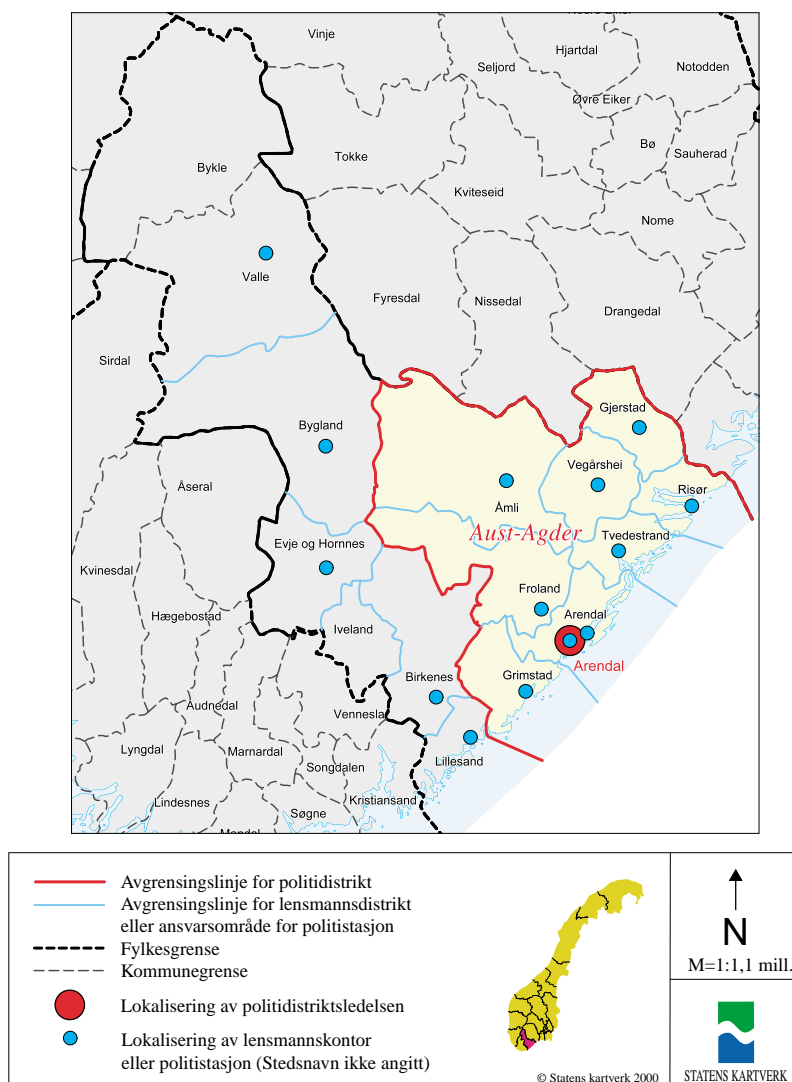 Vinje
Hjartdal
Seljord
Notodden
Øvre Eiker
Bø
Sauherad
Tokke
Bykle
Kviteseid
Nome
Valle
Fyresdal
Nissedal
Drangedal
Sirdal
Gjerstad
Bygland
Vegårshei
Åseral
Risør
Åmli
Aust-Agder
Tvedestrand
Evje og Hornnes
Kvinesdal
Froland
Hægebostad
Iveland
Arendal
Arendal
Birkenes
Grimstad
Audnedal
Vennesla
Lyngdal
Marnardal
Lillesand
Songdalen
Lindesnes
Kristiansand
Søgne
Mandal
Avgrensingslinje for politidistrikt
Avgrensingslinje for lensmannsdistrikt
eller ansvarsområde for politistasjon
Fylkesgrense
Kommunegrense
Lokalisering av politidistriktsledelsen
Lokalisering av lensmannskontor
eller politistasjon (Stedsnavn ikke angitt)
© Statens kartverk 2000
N
M=1:1,1 mill.
STATENS KARTVERK